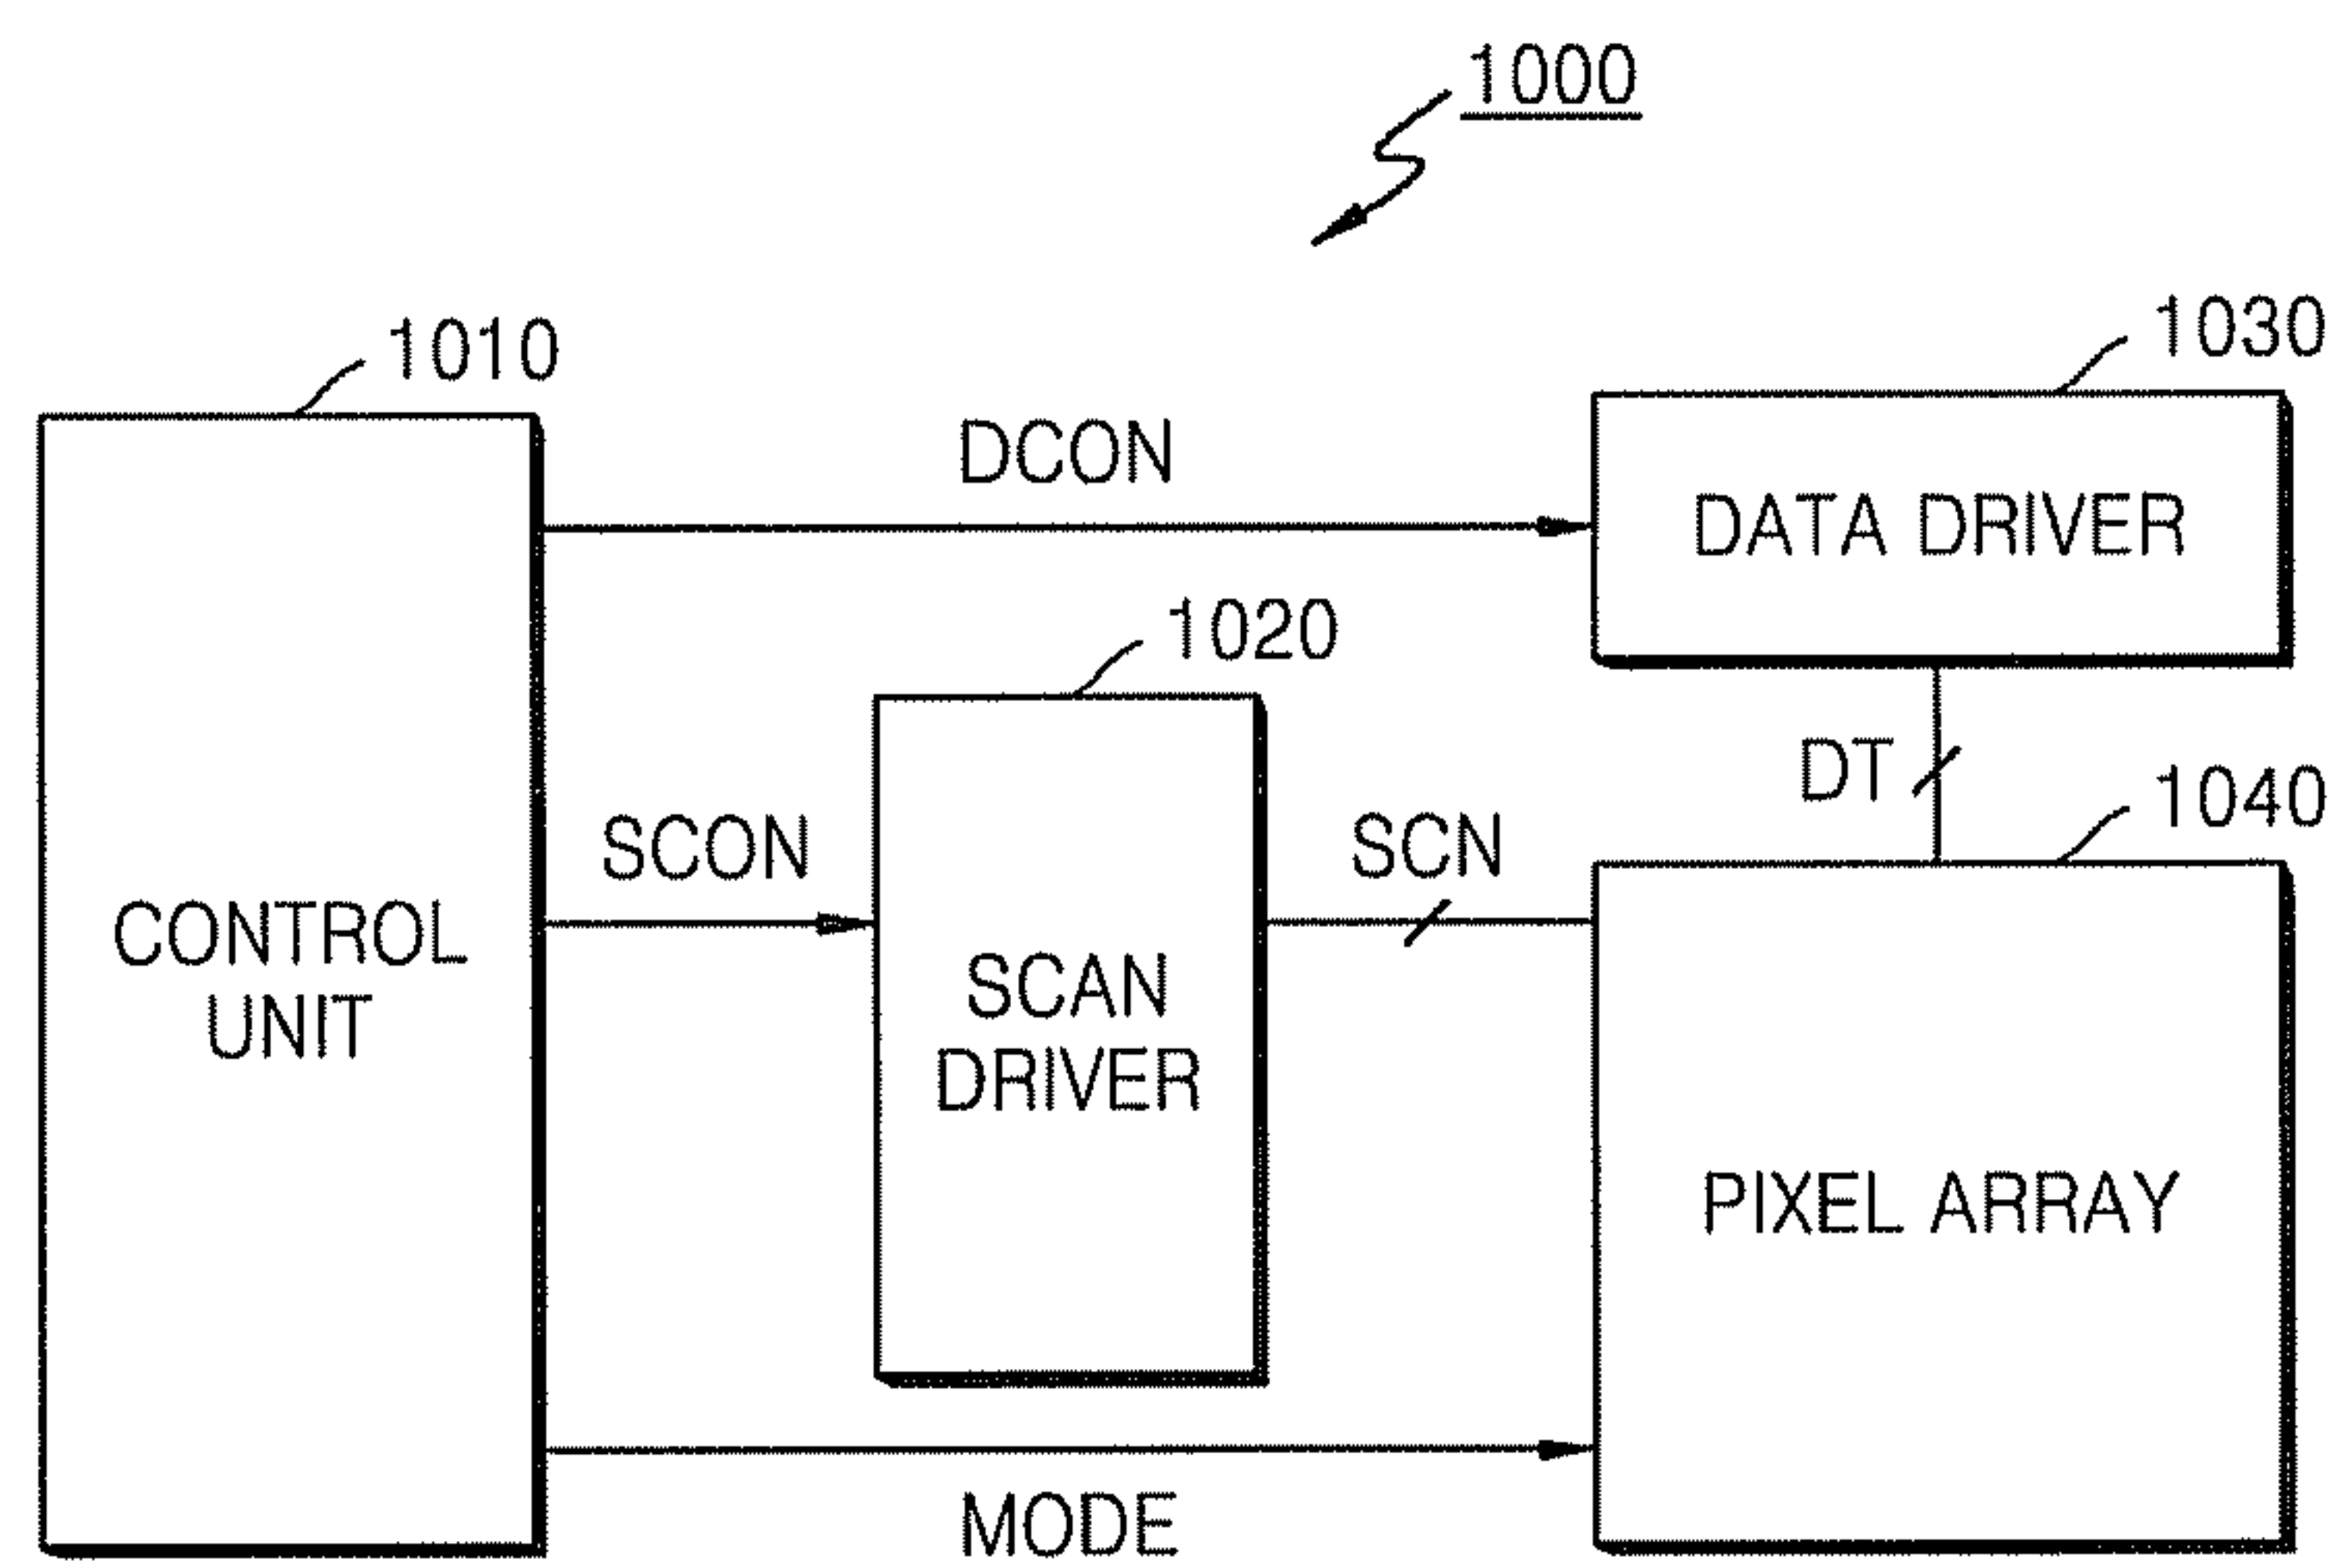 1000
1010
1030
DCON
DATA DRIVER
1020
DT
1040
SCON
SCN
CONTROL
UNIT
SCAN
DRIVER
PIXEL ARRAY
MODE